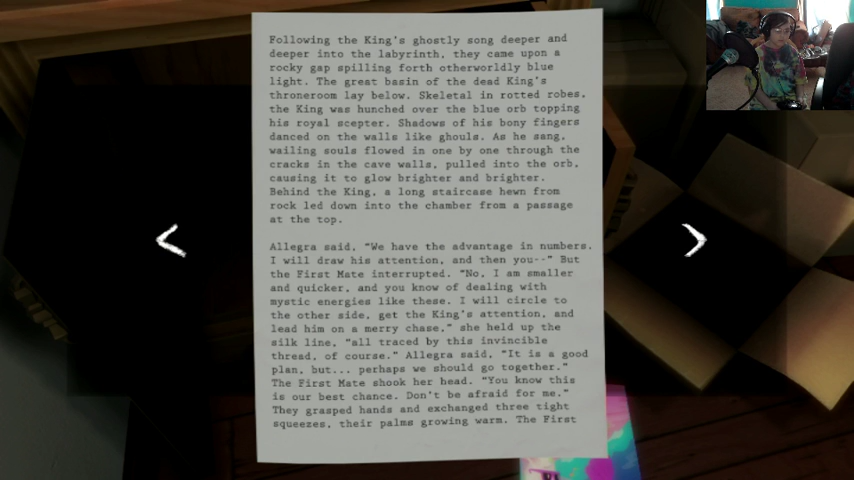 Following the King's ghostly song deeper and
deeper into the labyrinth, they came upon a
rocky gap spilling forth otherworldly blue
light. The great basin of the dead King's
throneroom lay below. Skeletal in rotted robes,
the King was hunched over the blue orb topping
his royal scepter. Shadows of his bony fingers
danced on the walls like ghouls. As he sang,
wailing souls flowed in one by one through the
cracks in the cave walls, pulled into the orb,
causing it to glow brighter and brighter.
Behind the King, a long staircase hewn from
rock led down into the chamber from a passage
at the top.
Allegra said, "We have the advantage in numbers.
I will draw his attention, and then you--" But
the First Mate interrupted. "No, I am smaller
and quicker, and you know of dealing with
mystic energies like these. I will circle to
the other side, get the King's attention, and
lead him on a merry chase," she held up the
silk line, "all traced by this invincible
thread, of course." Allegra said, "It is a good
plan, but... perhaps we should go together."
The First Mate shook her head. "You know this
is our best chance. Don't be afraid for me."
They grasped hands and exchanged three tight
squeezes, their palms growing warm. The First